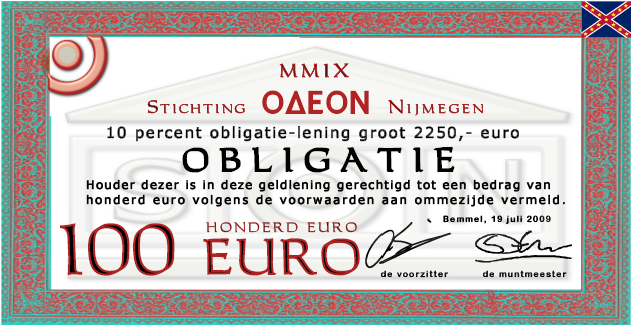 MMIX
STICHTING ΟΔΕΟΝ NIJMEGEN
10 percent obligatie-lening groot 2250,- euro
OBLIGATIE
Houder dezer is in deze geldlening gerechtigd tot een bedrag van
honderd euro volgens de voorwaarden aan ommezijde vermeld.
Bemmel, 19 juli 2009
100 HONDERD EURO
EURO
de voorzitter de muntmeester
SON